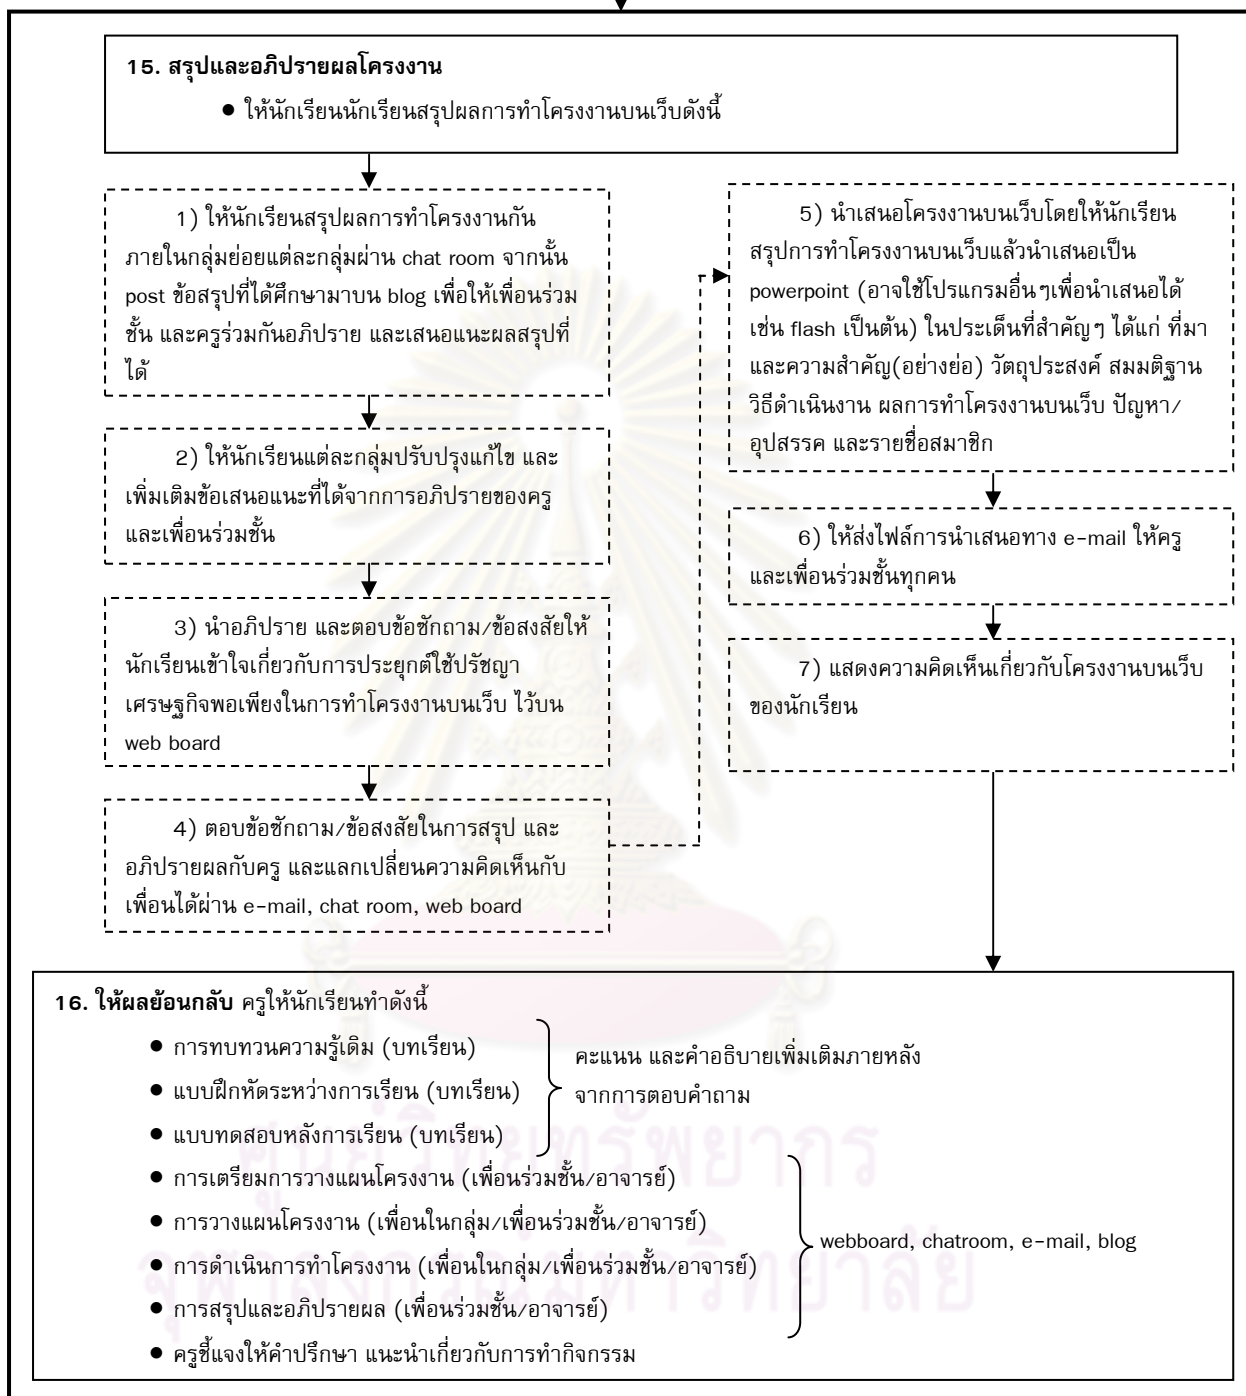 15. สรุปและอภิปรายผลโครงงาน
● ให้นักเรียนนักเรียนสรุปผลการทำโครงงานบนเว็บดังนี้
1) ให้นักเรียนสรุปผลการทำโครงงานกัน
ภายในกลุ่มย่อยแต่ละกลุ่มผ่าน chat room จากนั้น
post ข้อสรุปที่ได้ศึกษามาบน blog เพื่อให้เพื่อนร่วม
ชั้น และครูร่วมกันอภิปราย และเสนอแนะผลสรุปที่
ได้
2) ให้นักเรียนแต่ละกลุ่มปรับปรุงแก้ไข และ
เพิ่มเติมข้อเสนอแนะที่ได้จากการอภิปรายของครู
และเพื่อนร่วมชั้น
3) นำอภิปราย และตอบข้อซักถาม/ข้อสงสัยให้
นักเรียนเข้าใจเกี่ยวกับการประยุกต์ใช้ปรัชญา
เศรษฐกิจพอเพียงในการทำโครงงานบนเว็บ ไว้บน
web board
4) ตอบข้อซักถาม/ข้อสงสัยในการสรุป และ
อภิปรายผลกับครู และแลกเปลี่ยนความคิดเห็นกับ
เพื่อนได้ผ่าน e-mail, chat room, web board
5) นำเสนอโครงงานบนเว็บโดยให้นักเรียน
สรุปการทำโครงงานบนเว็บแล้วนำเสนอเป็น
powerpoint (อาจใช้โปรแกรมอื่นๆเพื่อนำเสนอได้
เช่น flash เป็นต้น) ในประเด็นที่สำคัญๆ ได้แก่ ที่มา
และความสำคัญ(อย่างย่อ) วัตถุประสงค์ สมมติฐาน
วิธีดำเนินงาน ผลการทำโครงงานบนเว็บ ปัญหา/
อุปสรรค และรายชื่อสมาชิก
6) ให้ส่งไฟล์การนำเสนอทาง e-mail ให้ครู
และเพื่อนร่วมชั้นทุกคน
7) แสดงความคิดเห็นเกี่ยวกับโครงงานบนเว็บ
ของนักเรียน
16. ให้ผลย้อนกลับ ครูให้นักเรียนทำดังนี้
● การทบทวนความรู้เดิม (บทเรียน)
● แบบฝึกหัดระหว่างการเรียน (บทเรียน)
● แบบทดสอบหลังการเรียน (บทเรียน)
คะแนน และคำอธิบายเพิ่มเติมภายหลัง
จากการตอบคำถาม
● การเตรียมการวางแผนโครงงาน (เพื่อนร่วมชั้น/อาจารย์)
● การวางแผนโครงงาน (เพื่อนในกลุ่ม/เพื่อนร่วมชั้น/อาจารย์)
● การดำเนินการทำโครงงาน (เพื่อนในกลุ่ม/เพื่อนร่วมชั้น/อาจารย์)
● การสรุปและอภิปรายผล (เพื่อนร่วมชั้น/อาจารย์)
webboard, chatroom, e-mail, blog
● ครูชี้แจงให้คำปรึกษา แนะนำเกี่ยวกับการทำกิจกรรม
ศูนย์วิทยทรัพยากร
จุฬาลงกรณ์มหาวิทยาลัย